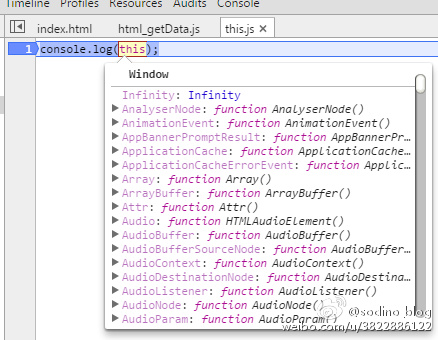 Timeline Profiles Resources Audits Console
index.html html_getData.js this.js ×
1 console.log(this);
Window
Infinity: Infinity
▶ AnalyserNode: function AnalyserNode()
▶ AnimationEvent: function AnimationEvent()
▶ AppBannerPromptResult: function AppBannerPr…
▶ ApplicationCache: function ApplicationCache…
▶ ApplicationCacheErrorEvent: function Applic…
▶ Array: function Array()
▶ ArrayBuffer: function ArrayBuffer()
▶ Attr: function Attr()
▶ Audio: function HTMLAudioElement()
▶ AudioBuffer: function AudioBuffer()
▶ AudioBufferSourceNode: function AudioBuffer…
▶ AudioContext: function AudioContext()
▶ AudioDestinationNode: function AudioDestina…
▶ AudioListener: function AudioListener()
▶ AudioNode: function AudioNode()
▶ AudioParam: function AudioParam()
@sodino_blog
weibo.com/u/3822886122